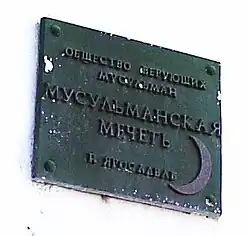 ОБЩЕСТВО ВЕРУЮЩИХ
МУСУЛЬМАН
МУСУЛЬМАНСКАЯ
МЕЧЕТЬ
Г. ЯРОСЛАВЛЬ